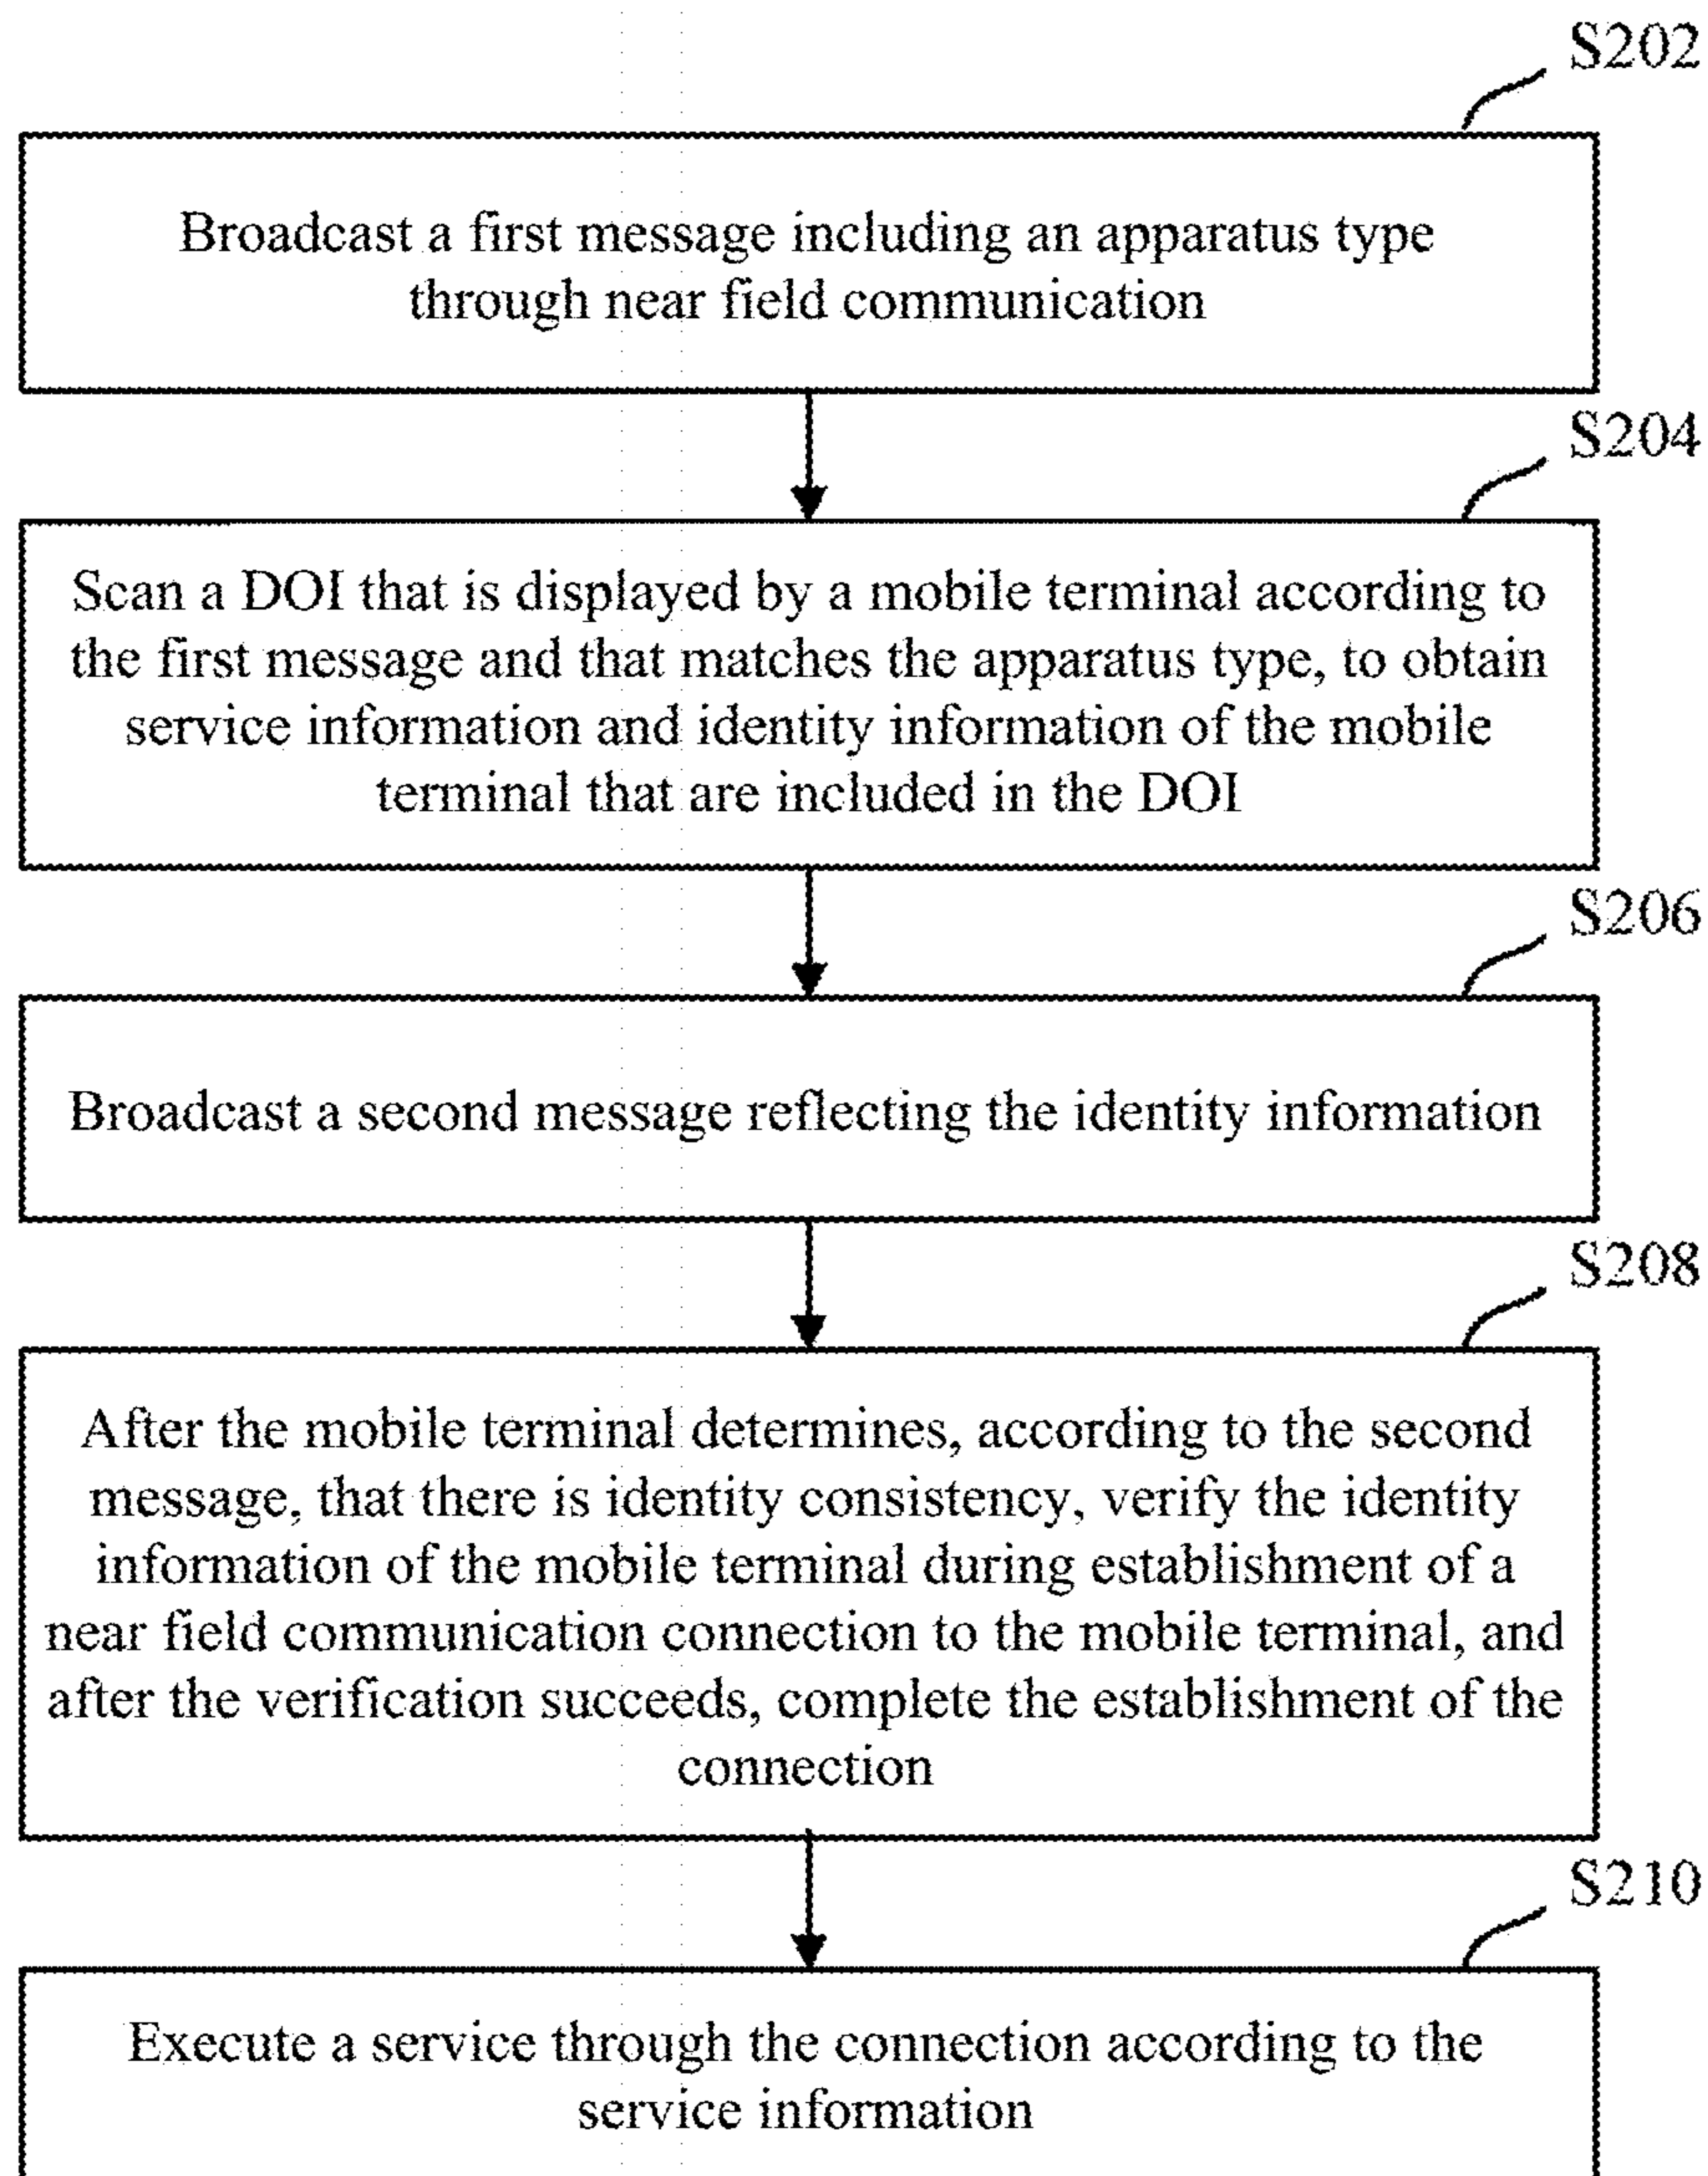 S202
Broadcast a first message including an apparatus type
through near field communication
S204
Scan a DOI that is displayed by a mobile terminal according to
the first message and that matches the apparatus type, to obtain
service information and identity information of the mobile
terminal that are included in the DOI
S206
Broadcast a second message reflecting the identity information
S208
After the mobile terminal determines, according to the second
message, that there is identity consistency, verify the identity
information of the mobile terminal during establishment of a
near field communication connection to the mobile terminal, and
after the verification succeeds, complete the establishment of the
connection
S210
Execute a service through the connection according to the
service information